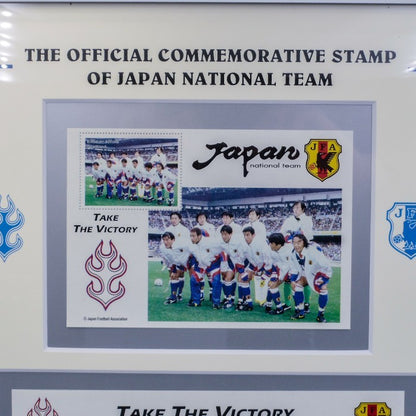 THE OFFICIAL COMMEMORATIVE STAMP
OF JAPAN NATIONAL TEAM
Japan
national team
JFA
TAKE
THE VICTORY
© Japan Football Association
JFA
TAKE THE VICTORY